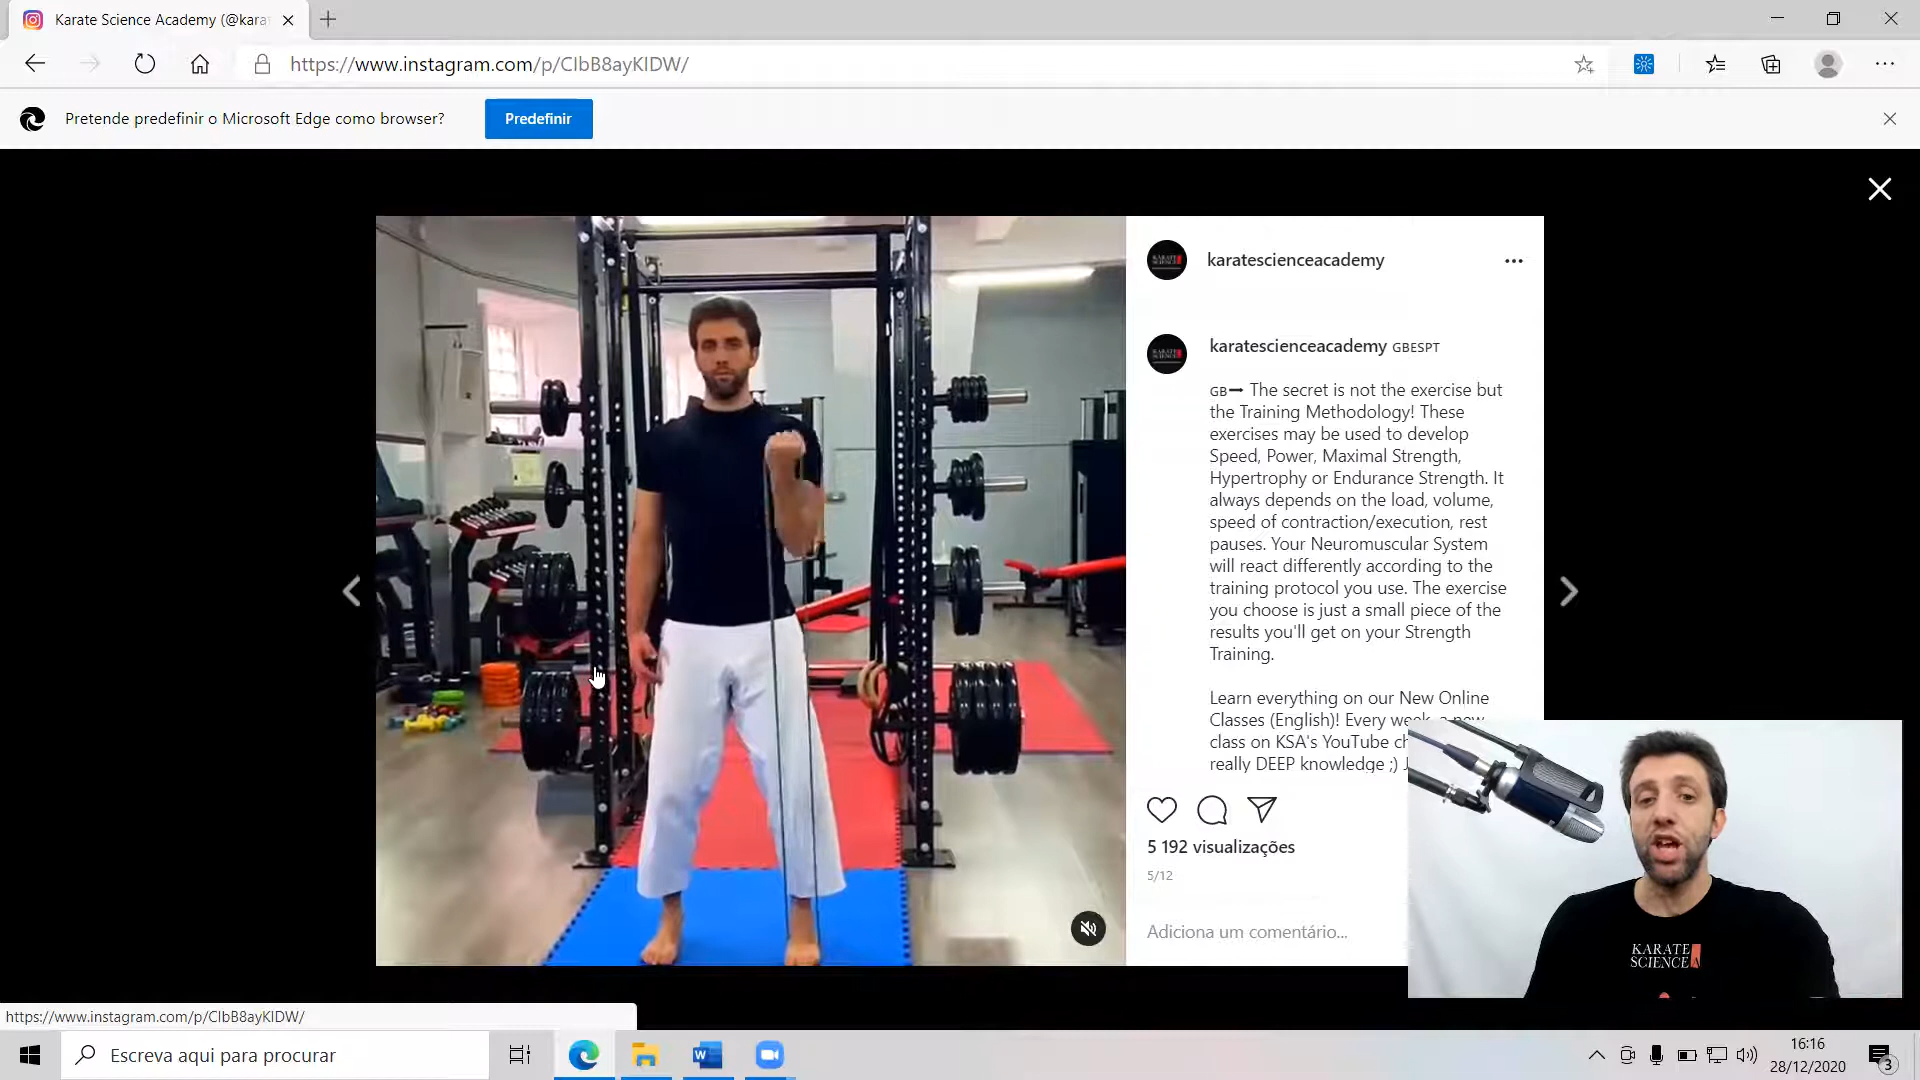 Karate Science Academy (@kara
https://www.instagram.com/p/CIbB8ayKIDW/
Pretende predefinir o Microsoft Edge como browser?
Predefinir
karatescienceacademy
karatescienceacademy GBESPT
GB➞ The secret is not the exercise but
the Training Methodology! These
exercises may be used to develop
Speed, Power, Maximal Strength,
Hypertrophy or Endurance Strength. It
always depends on the load, volume,
speed of contraction/execution, rest
pauses. Your Neuromuscular System
will react differently according to the
training protocol you use. The exercise
you choose is just a small piece of the
results you'll get on your Strength
Training.
Learn everything on our New Online
Classes (English)! Every week, a new
class on KSA's YouTube ch
really DEEP knowledge ;) J
5 192 visualizações
5/12
Adiciona um comentário...
KARATE
SCIENCE
https://www.instagram.com/p/CIbB8ayKIDW/
Escreva aqui para procurar
16:16
28/12/2020
3